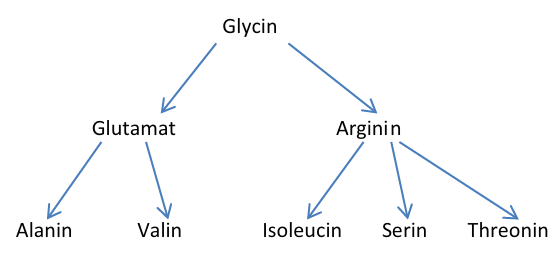 Glycin
Glutamat Arginin
Alanin Valin Isoleucin Serin Threonin